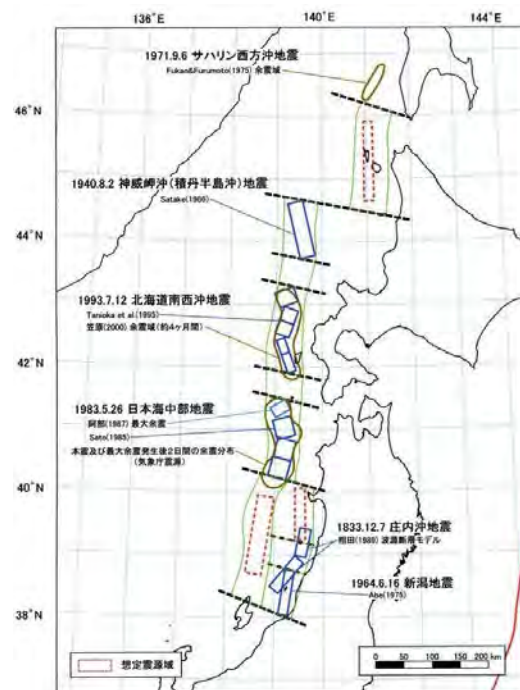 136°E
140°E
144°E
1971.9.6 サハリン西方沖地震
Fukan&Furumoto(1975) 余震域
46°N
1940.8.2 神威岬沖(積丹半島沖)地震
Satake(1986)
44°N
1993.7.12 北海道南西沖地震
Tanioka et al(1995)
笠原(2000) 余震域(約4ヶ月間)
42°N
1983.5.26 日本海中部地震
阿部(1987) 最大余震
Sato(1985)
本震及び最大余震発生後2日間の余震分布
(気象庁震源)
40°N
1833.12.7 庄内沖地震
相田(1989) 波源断層モデル
1964.6.16 新潟地震
Abe(1975)
38°N
想定震源域
0 50 100 150 200 km